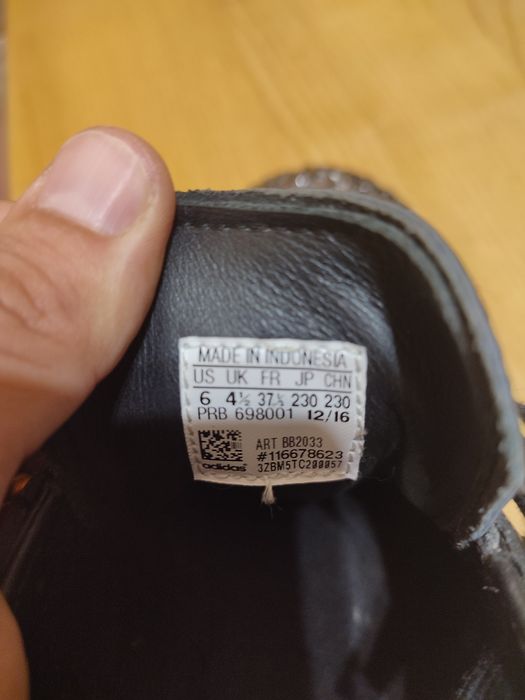 MADE IN INDONESIA
US UK FR JP CHN
6 4½ 37⅓ 230 230
PRB 698001 12/16
ART BB2033
#116678623
adidas 3ZBM5TC200057